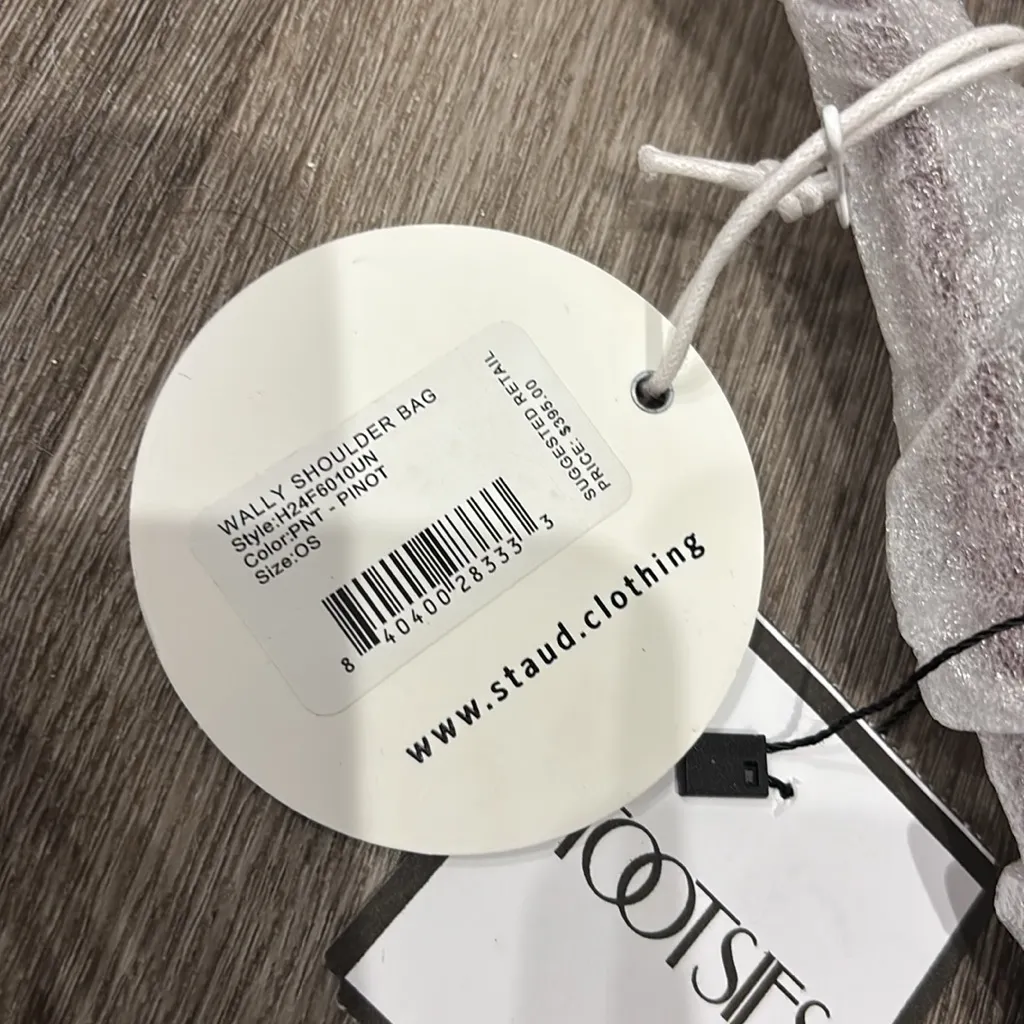 WALLY SHOULDER BAG
Style:H24F6010UN
Color:PNT - PINOT
Size:OS
SUGGESTED RETAIL
PRICE: $395.00
8 40400 28333 3
www.staud.clothing
TOOTSIES